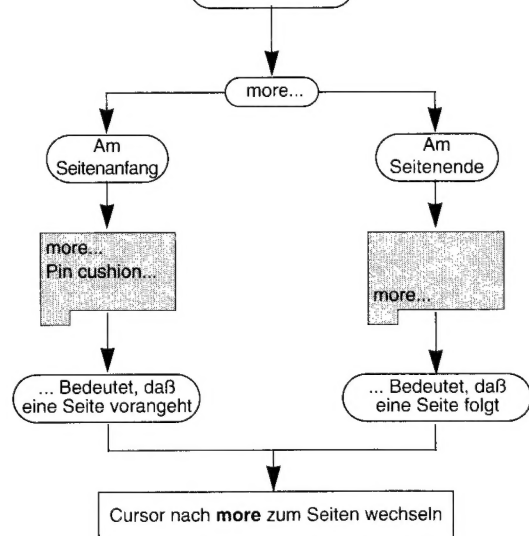 more...
Am
Seitenanfang
Am
Seitenende
more...
Pin cushion...
more...
... Bedeutet, daß
eine Seite vorangeht
... Bedeutet, daß
eine Seite folgt
Cursor nach more zum Seiten wechseln